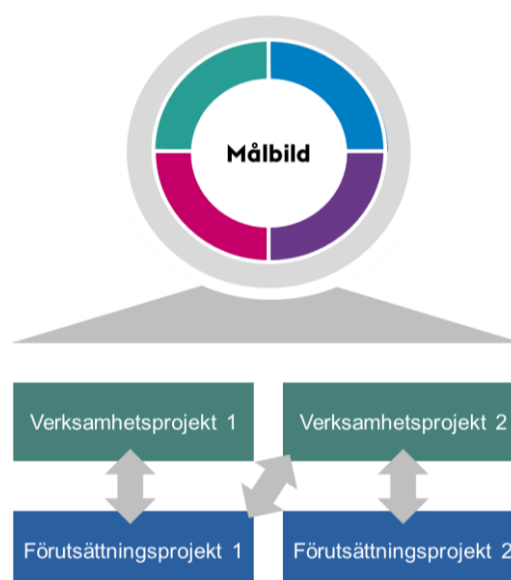 Målbild
Verksamhetsprojekt 1
Verksamhetsprojekt 2
Förutsättningsprojekt 1
Förutsättningsprojekt 2